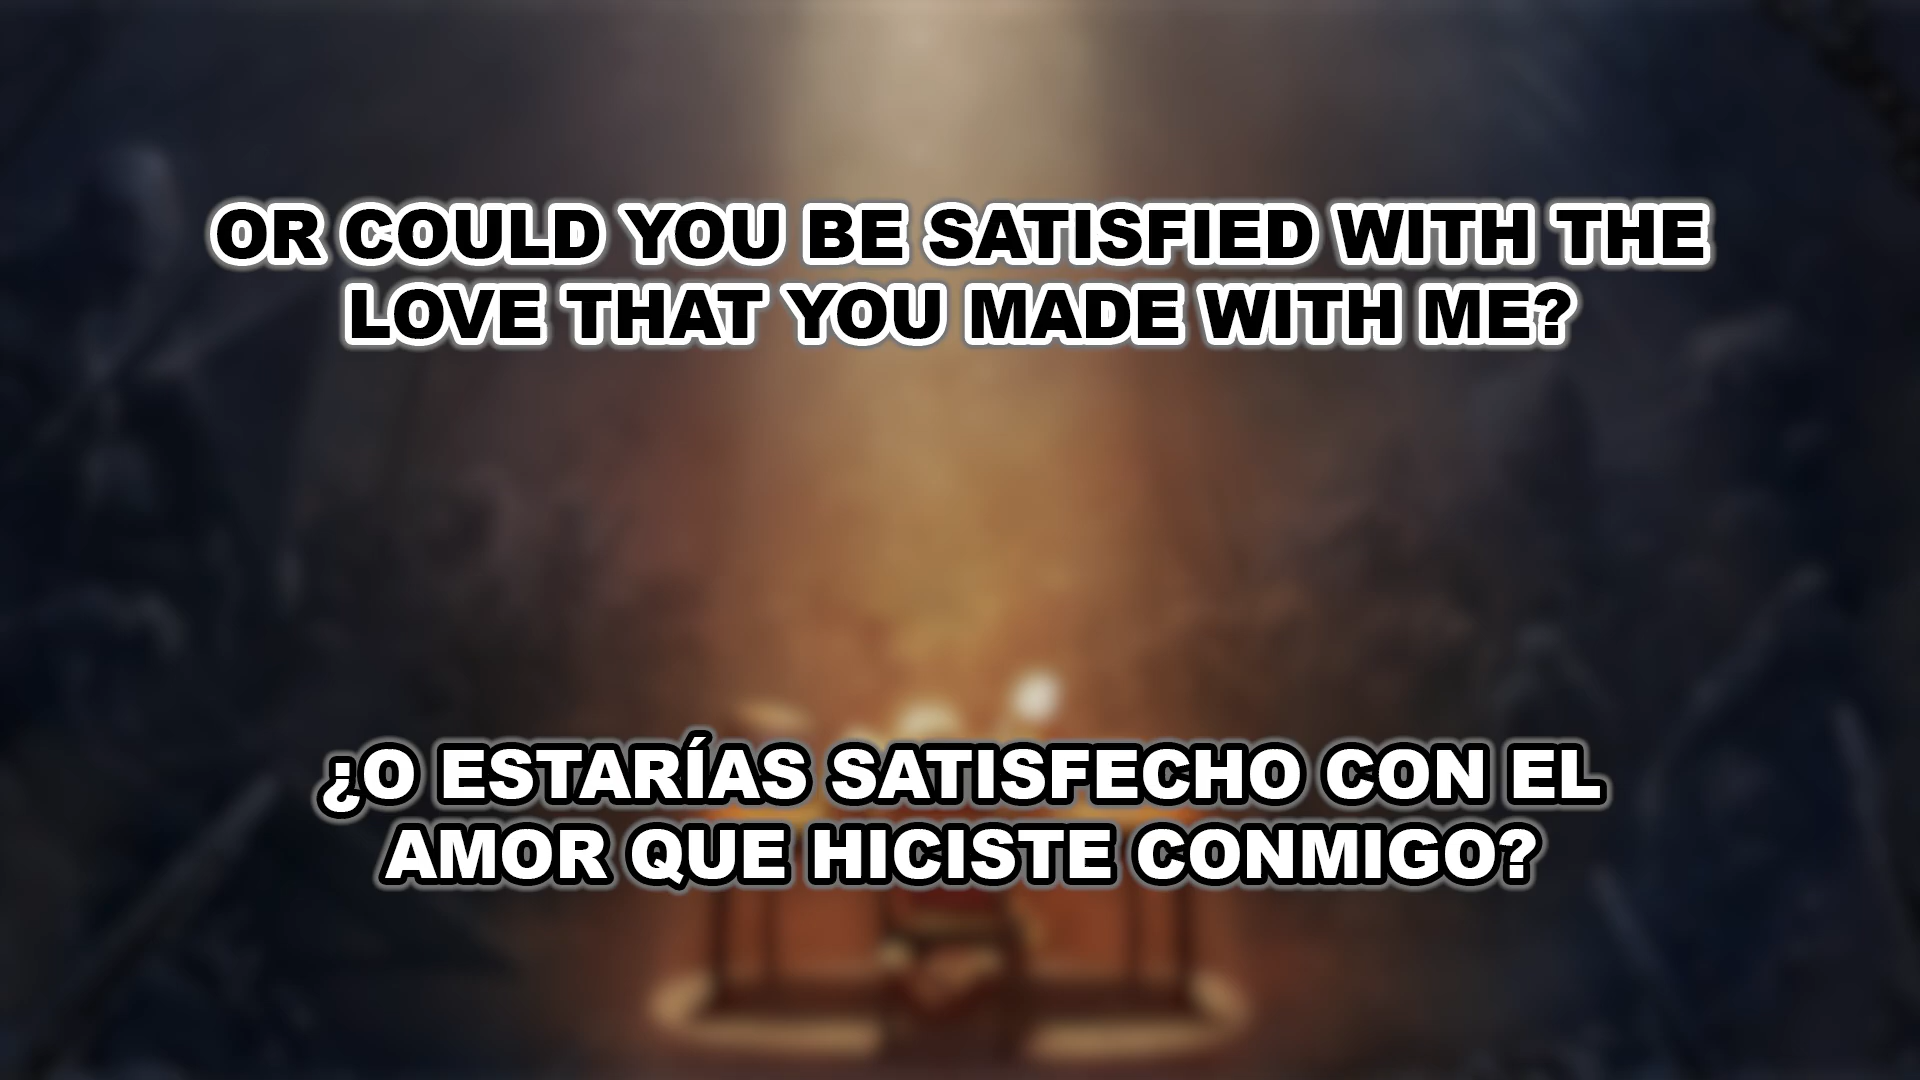 OR COULD YOU BE SATISFIED WITH THE
LOVE THAT YOU MADE WITH ME?
¿O ESTARÍAS SATISFECHO CON EL
AMOR QUE HICISTE CONMIGO?